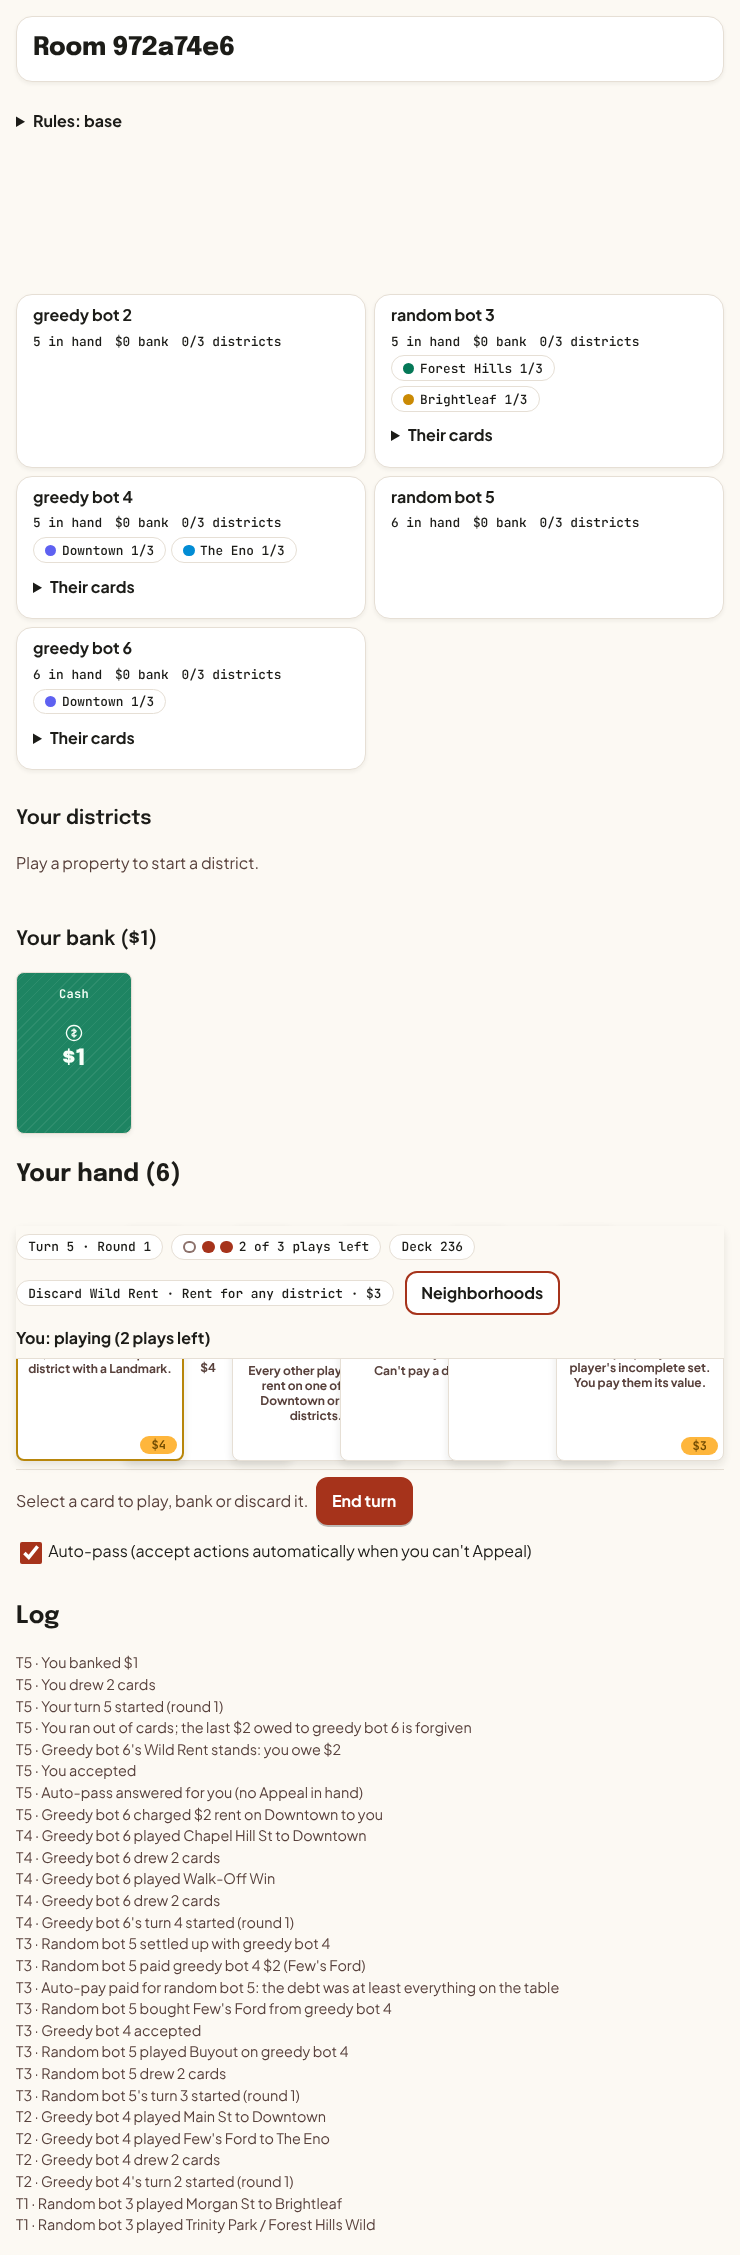 Room 972a74e6
Rules: base
greedy bot 2
5 in hand $0 bank 0/3 districts
random bot 3
5 in hand $0 bank 0/3 districts
Forest Hills 1/3
Brightleaf 1/3
Their cards
greedy bot 4
5 in hand $0 bank 0/3 districts
Downtown 1/3 The Eno 1/3
Their cards
random bot 5
6 in hand $0 bank 0/3 districts
greedy bot 6
6 in hand $0 bank 0/3 districts
Downtown 1/3
Their cards
Your districts
Play a property to start a district.
Your bank ($1)
Cash
$1
Your hand (6)
Turn 5 · Round 1
2 of 3 plays left
Deck 236
Discard Wild Rent · Rent for any district · $3
Neighborhoods
You: playing (2 plays left)
district with a Landmark.
$4
$4
Every other play
rent on one of
Downtown or
districts.
Can't pay a d
player's incomplete set.
You pay them its value.
$3
Select a card to play, bank or discard it.
End turn
Auto-pass (accept actions automatically when you can't Appeal)
Log
T5 · You banked $1
T5 · You drew 2 cards
T5 · Your turn 5 started (round 1)
T5 · You ran out of cards; the last $2 owed to greedy bot 6 is forgiven
T5 · Greedy bot 6's Wild Rent stands: you owe $2
T5 · You accepted
T5 · Auto-pass answered for you (no Appeal in hand)
T5 · Greedy bot 6 charged $2 rent on Downtown to you
T4 · Greedy bot 6 played Chapel Hill St to Downtown
T4 · Greedy bot 6 drew 2 cards
T4 · Greedy bot 6 played Walk-Off Win
T4 · Greedy bot 6 drew 2 cards
T4 · Greedy bot 6's turn 4 started (round 1)
T3 · Random bot 5 settled up with greedy bot 4
T3 · Random bot 5 paid greedy bot 4 $2 (Few's Ford)
T3 · Auto-pay paid for random bot 5: the debt was at least everything on the table
T3 · Random bot 5 bought Few's Ford from greedy bot 4
T3 · Greedy bot 4 accepted
T3 · Random bot 5 played Buyout on greedy bot 4
T3 · Random bot 5 drew 2 cards
T3 · Random bot 5's turn 3 started (round 1)
T2 · Greedy bot 4 played Main St to Downtown
T2 · Greedy bot 4 played Few's Ford to The Eno
T2 · Greedy bot 4 drew 2 cards
T2 · Greedy bot 4's turn 2 started (round 1)
T1 · Random bot 3 played Morgan St to Brightleaf
T1 · Random bot 3 played Trinity Park / Forest Hills Wild